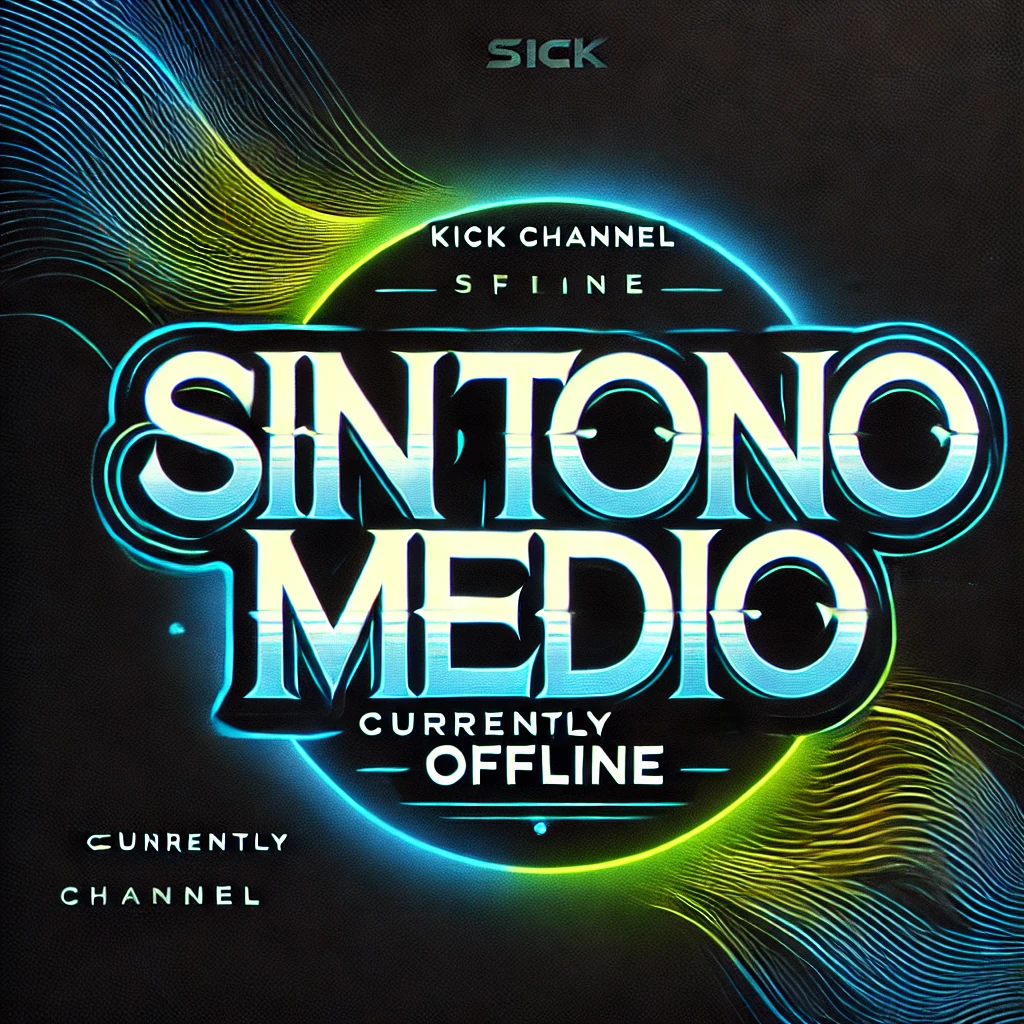 SICK
KICK CHANNEL
SFIINE
SINTONO
MEDIO
CURRENTLY
OFFLINE
CUNRENTLY
CHANNEL